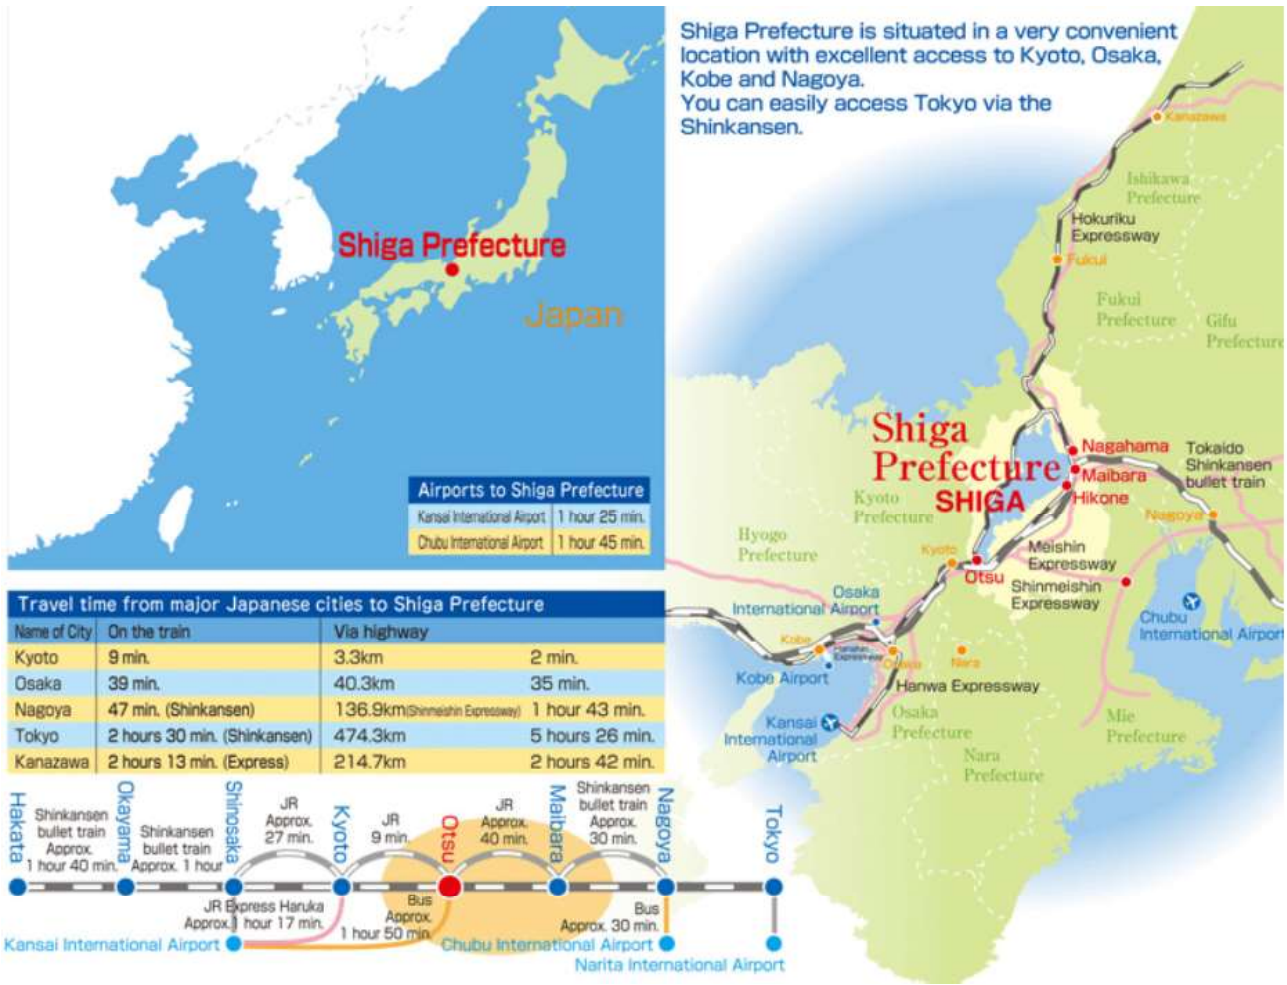 Shiga Prefecture is situated in a very convenient
location with excellent access to Kyoto, Osaka,
Kobe and Nagoya.
You can easily access Tokyo via the
Shinkansen.
Shiga Prefecture
Japan
Airports to Shiga Prefecture
Kansai International Airport 1 hour 25 min.
Chubu International Airport 1 hour 45 min.
Travel time from major Japanese cities to Shiga Prefecture
Name of City On the train Via highway
Kyoto 9 min. 3.3km 2 min.
Osaka 39 min. 40.3km 35 min.
Nagoya 47 min. (Shinkansen) 136.9km(Shinmeishin Expressway) 1 hour 43 min.
Tokyo 2 hours 30 min. (Shinkansen) 474.3km 5 hours 26 min.
Kanazawa 2 hours 13 min. (Express) 214.7km 2 hours 42 min.
Hakata
Shinkansen
bullet train
Approx.
1 hour 40 min.
Okayama
Shinkansen
bullet train
Approx. 1 hour
Shinosaka
JR
Approx.
27 min.
Kyoto
JR
9 min.
Otsu
JR
Approx.
40 min.
Maibara
Shinkansen
bullet train
Approx.
30 min.
Nagoya
Tokyo
JR Express Haruka
Approx.1 hour 17 min.
Bus
Approx.
1 hour 50 min.
Bus
Approx. 30 min.
Kansai International Airport
Chubu International Airport
Narita International Airport
Kanazawa
Ishikawa
Prefecture
Hokuriku
Expressway
Fukui
Fukui
Prefecture
Gifu
Prefecture
Shiga
Prefecture
SHIGA
Nagahama
Maibara
Hikone
Tokaido
Shinkansen
bullet train
Kyoto
Prefecture
Nagoya
Hyogo
Prefecture
Kyoto
Otsu
Meishin
Expressway
Shinmeishin
Expressway
Osaka
International Airport
Chubu
International Airport
Kobe
Hanshin
Expressway
Osaka
Nara
Kobe Airport
Hanwa Expressway
Kansai
International
Airport
Osaka
Prefecture
Mie
Prefecture
Nara
Prefecture